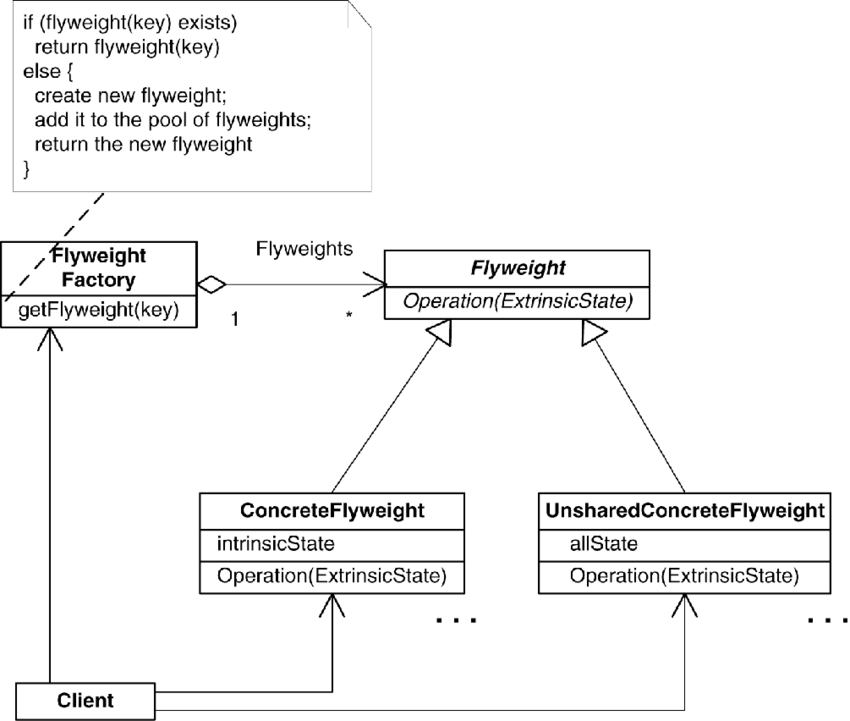 if (flyweight(key) exists)
return flyweight(key)
else {
create new flyweight;
add it to the pool of flyweights;
return the new flyweight
}
Flyweight
Factory
getFlyweight(key)
Flyweights
1
*
Flyweight
Operation(ExtrinsicState)
ConcreteFlyweight
intrinsicState
Operation(ExtrinsicState)
. . .
UnsharedConcreteFlyweight
allState
Operation(ExtrinsicState)
. . .
Client